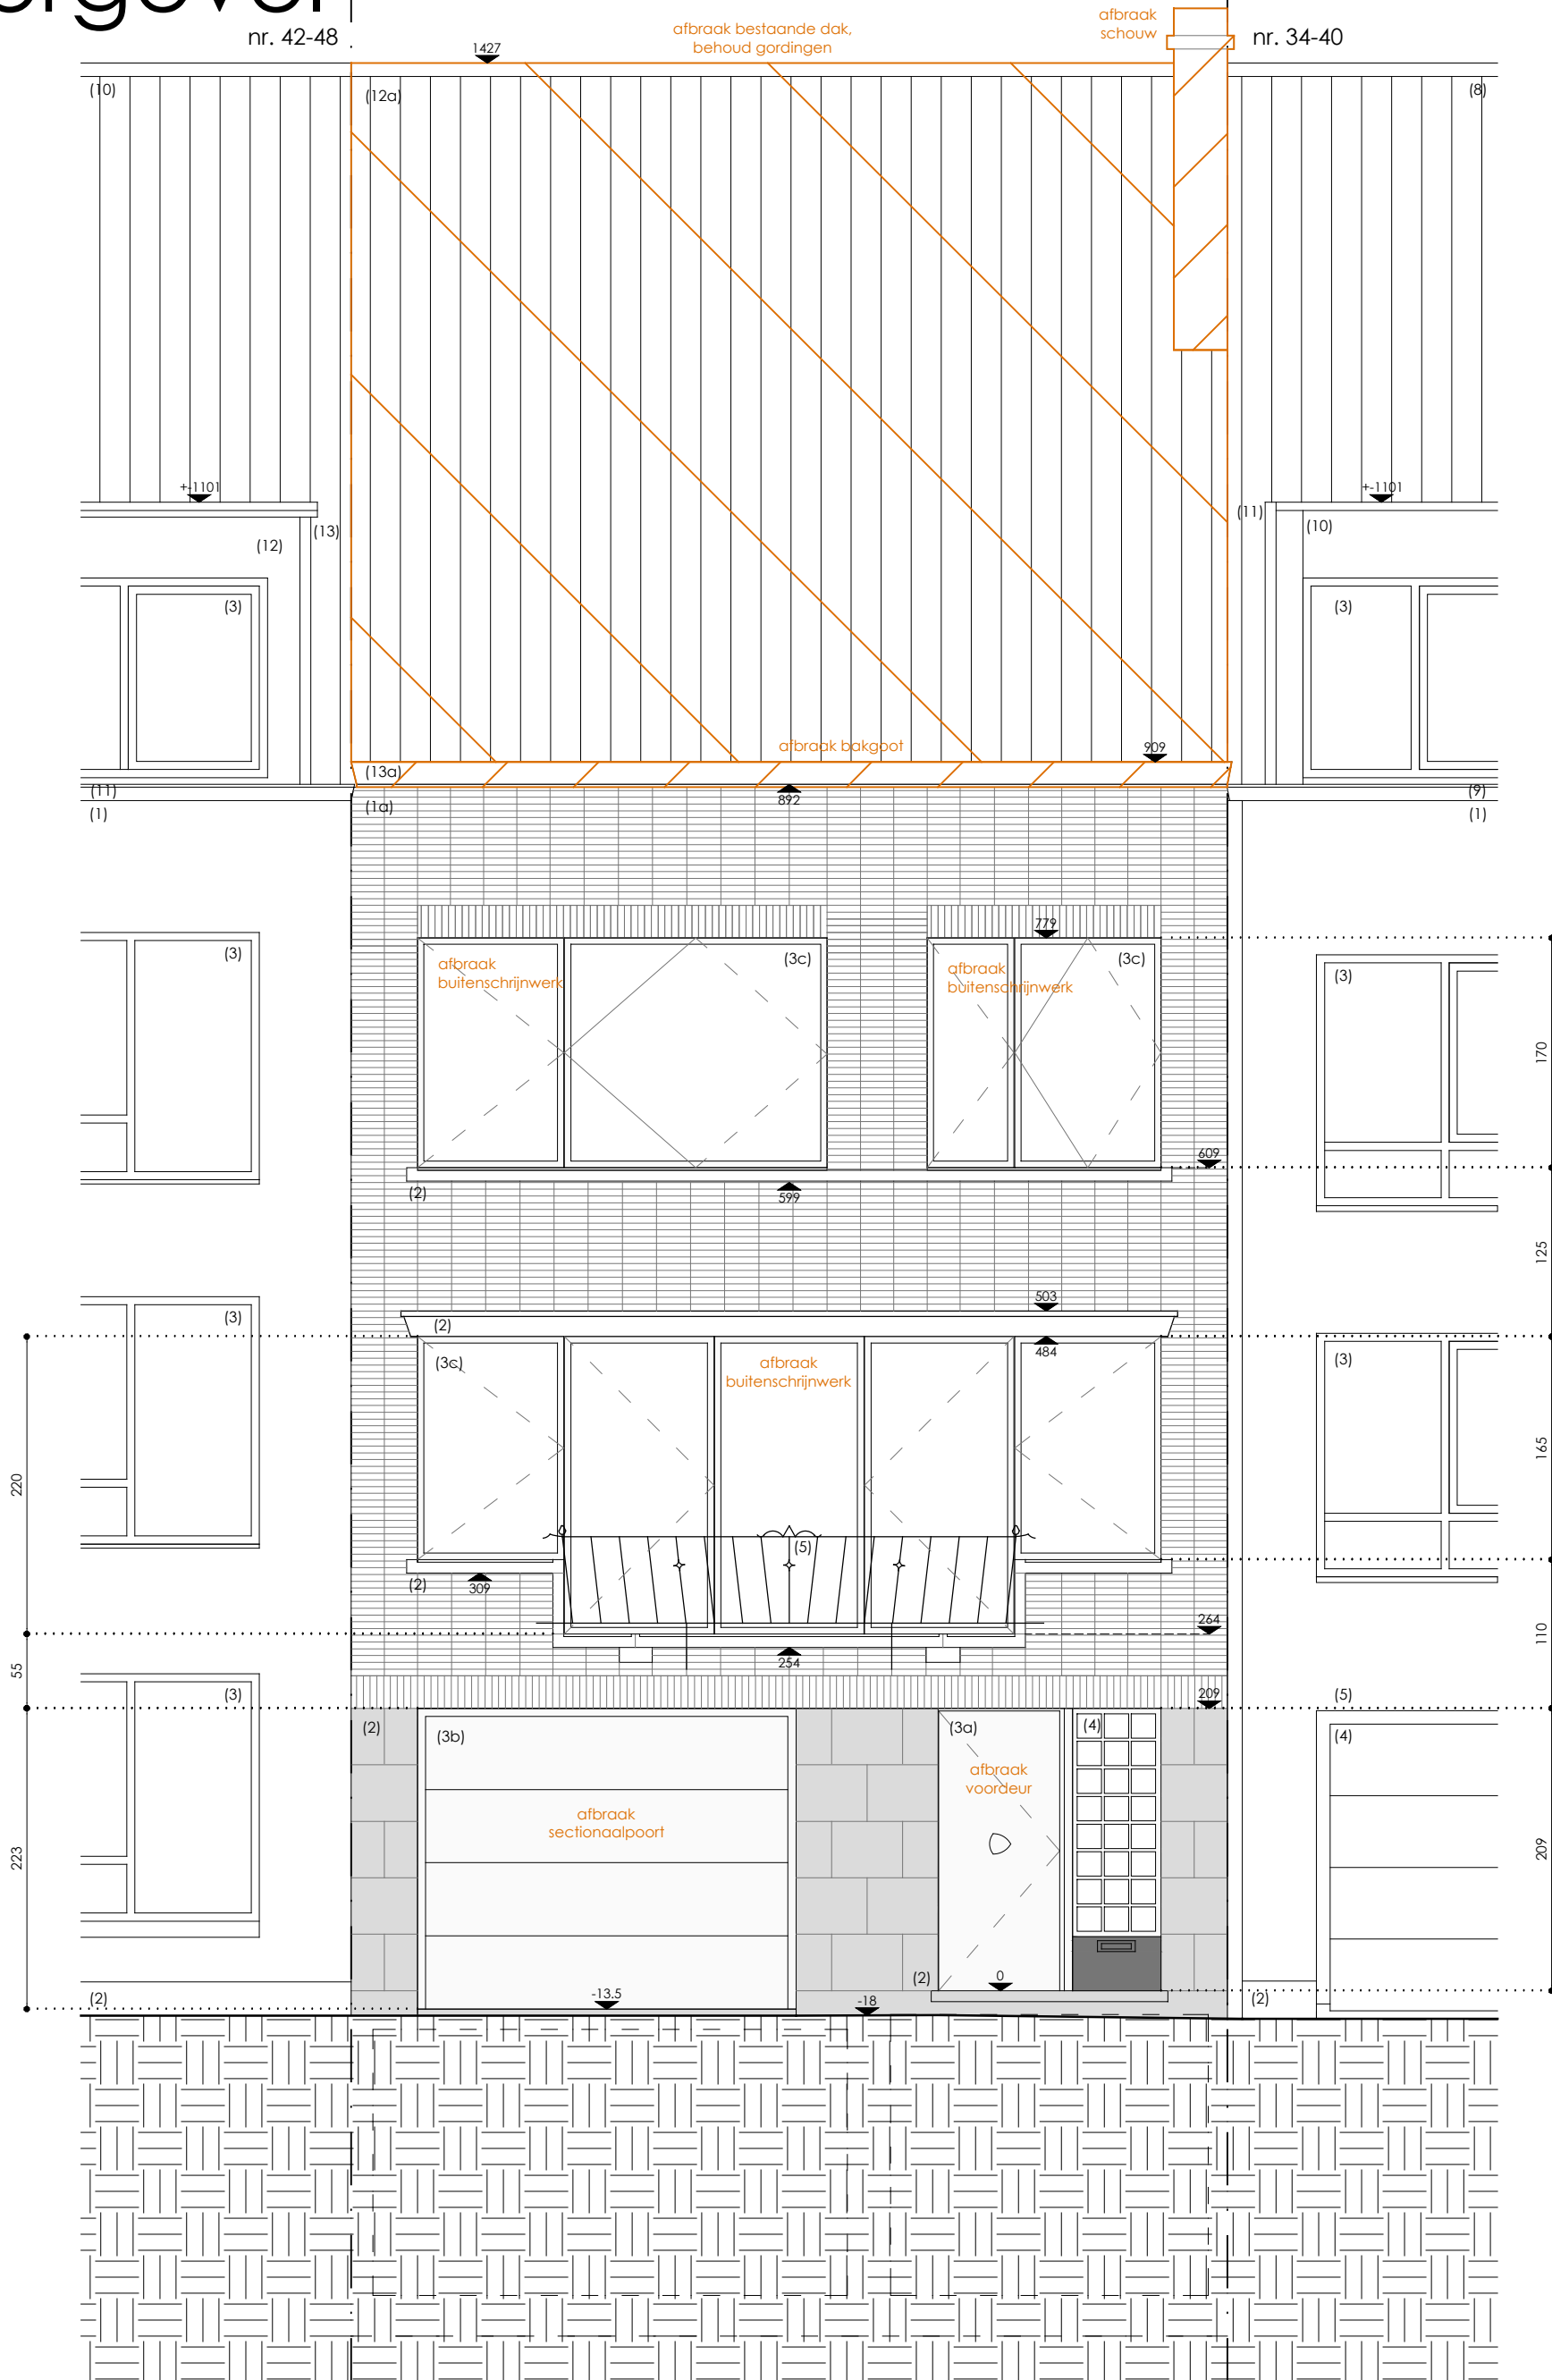 nr. 42-48
1427
afbraak bestaande dak,
behoud gordingen
afbraak
schouw
nr. 34-40
(10)
(12a)
(8)
+-1101
+-1101
(13)
(12)
(11)
(10)
(3)
(3)
afbraak bakgoot
909
(13a)
(11)
(9)
892
(1a)
(1)
(1)
779
(3)
afbraak
buitenschrijnwerk
(3c)
afbraak
buitenschrijnwerk
(3c)
(3)
170
609
(2)
599
125
503
(3)
(2)
484
(3c)
afbraak
buitenschrijnwerk
(3)
165
220
(5)
(2)
309
264
110
254
55
209
(3)
(5)
(2)
(3b)
(3a)
(4)
(4)
afbraak
voordeur
afbraak
sectionaalpoort
223
209
(2)
0
-13.5
-18
(2)
(2)